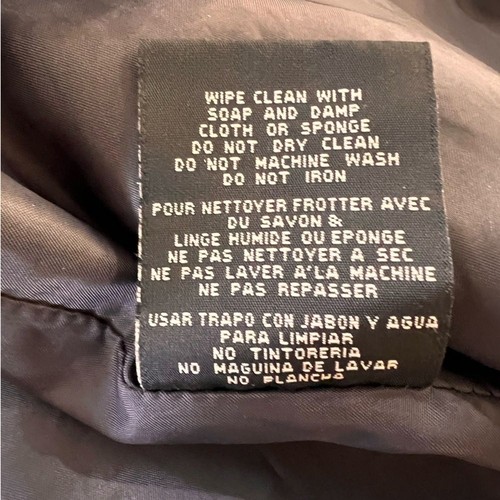 WIPE CLEAN WITH
SOAP AND DAMP
CLOTH OR SPONGE
DO NOT DRY CLEAN
DO NOT MACHINE WASH
DO NOT IRON
POUR NETTOYER FROTTER AVEC
DU SAVON &
LINGE HUMIDE OU EPONGE
NE PAS NETTOYER A SEC
NE PAS LAVER A'LA MACHINE
NE PAS REPASSER
USAR TRAPO CON JABON Y AGUA
PARA LIMPIAR
NO TINTORERIA
NO MAGUINA DE LAVAR
NO PLANCHA